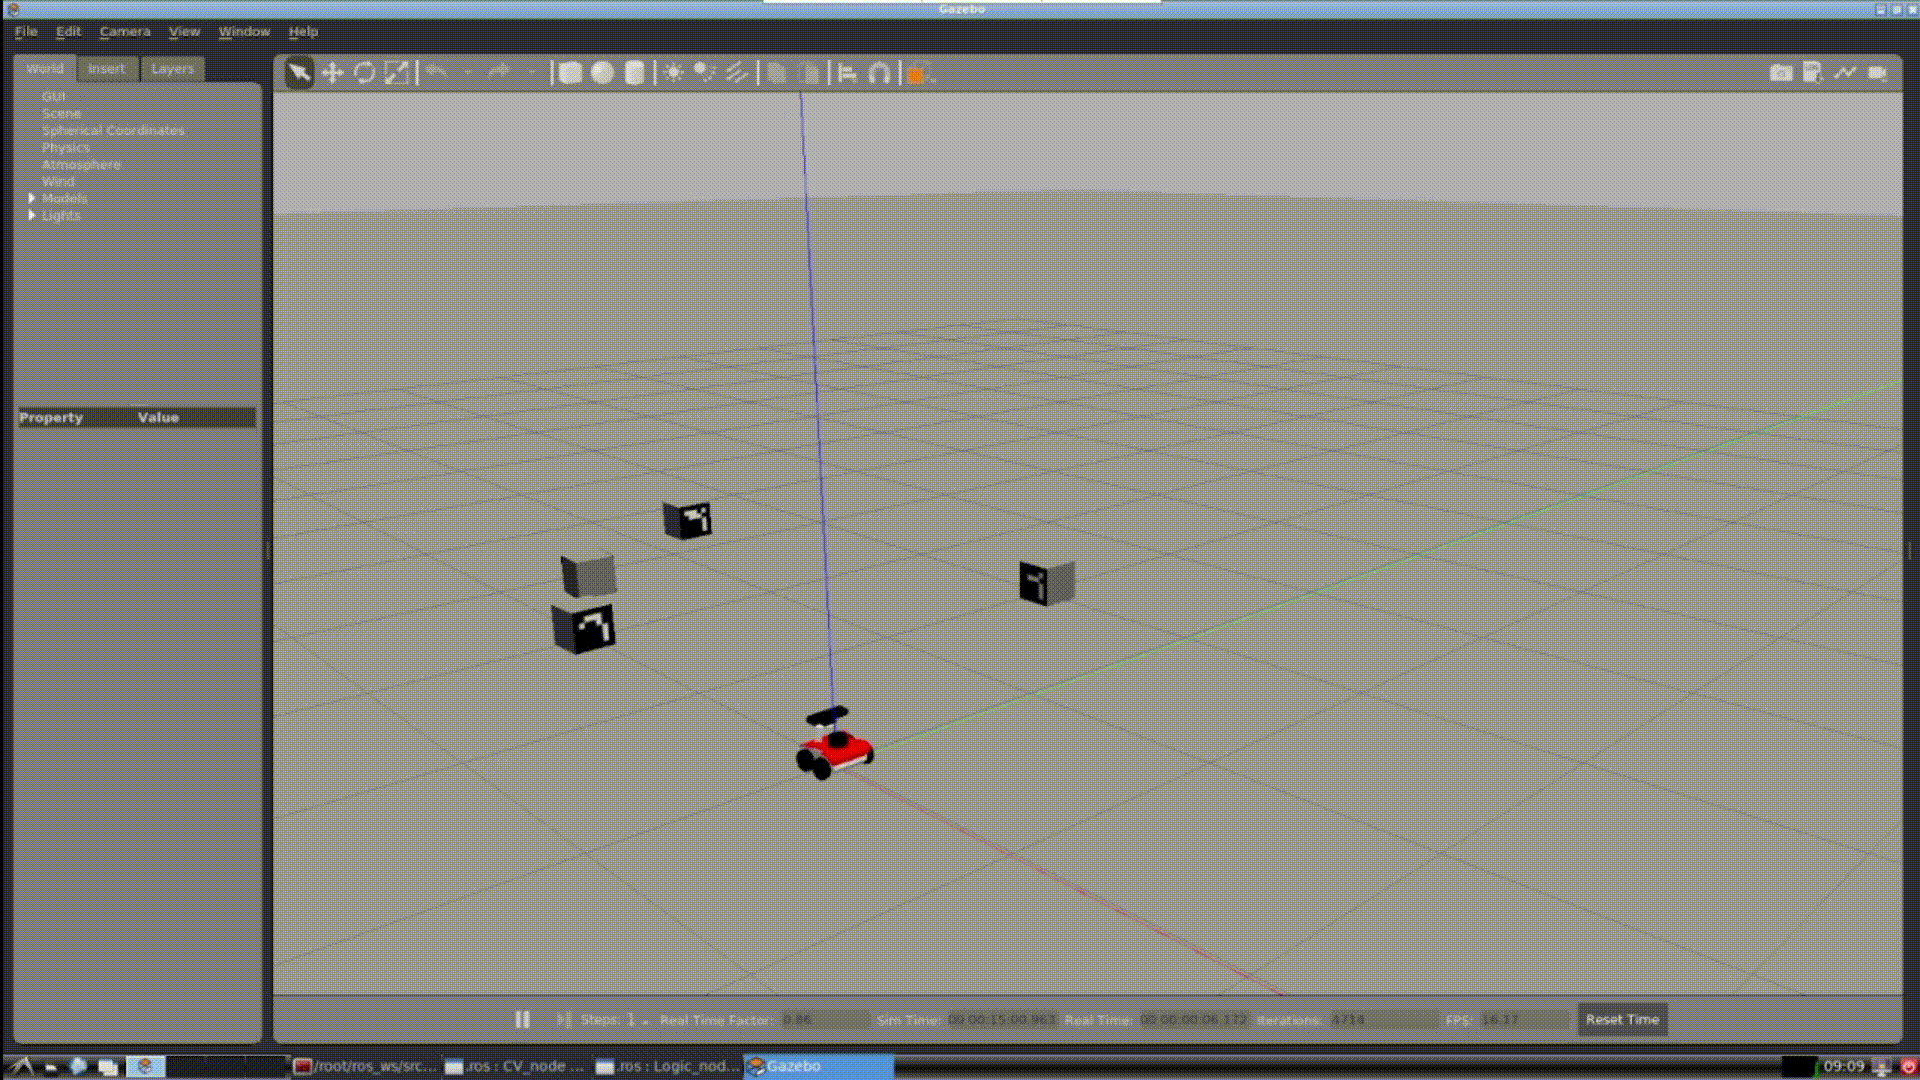 Gazebo
File Edit Camera View Window Help
World Insert Layers
GUI
Scene
Spherical Coordinates
Physics
Atmosphere
Wind
Models
Lights
Property Value
Steps: 1 Real Time Factor: 0.86 Sim Time: 00 00:15:00.963 Real Time: 00 00:00:06.172 Iterations: 4714 FPS: 16.17 Reset Time
/root/ros_ws/src... .ros : CV_node ... .ros : Logic_nod... Gazebo 09:09